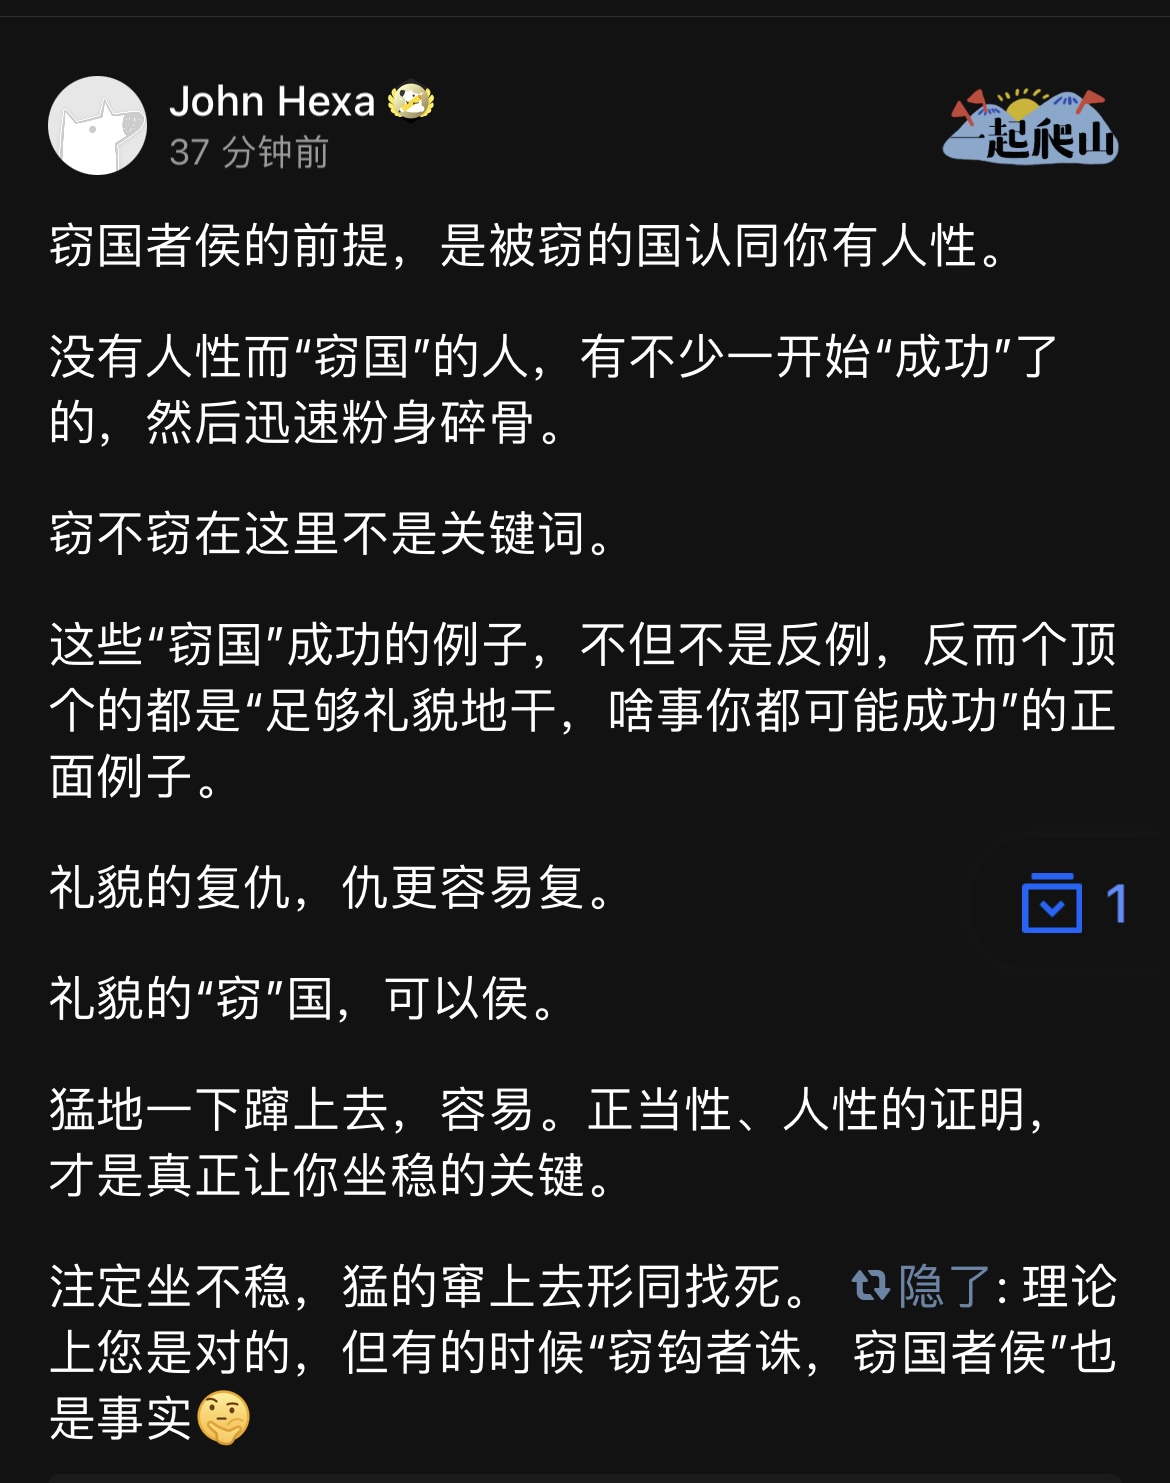 John Hexa
37 分钟前
一起爬山
窃国者侯的前提，是被窃的国认同你有人性。
没有人性而“窃国”的人，有不少一开始“成功”了
的，然后迅速粉身碎骨。
窃不窃在这里不是关键词。
这些“窃国”成功的例子，不但不是反例，反而个顶
个的都是“足够礼貌地干，啥事你都可能成功”的正
面例子。
礼貌的复仇，仇更容易复。
1
礼貌的“窃”国，可以侯。
猛地一下蹿上去，容易。正当性、人性的证明，
才是真正让你坐稳的关键。
注定坐不稳，猛的窜上去形同找死。 隐了: 理论
上您是对的，但有的时候“窃钩者诛，窃国者侯”也
是事实🤔